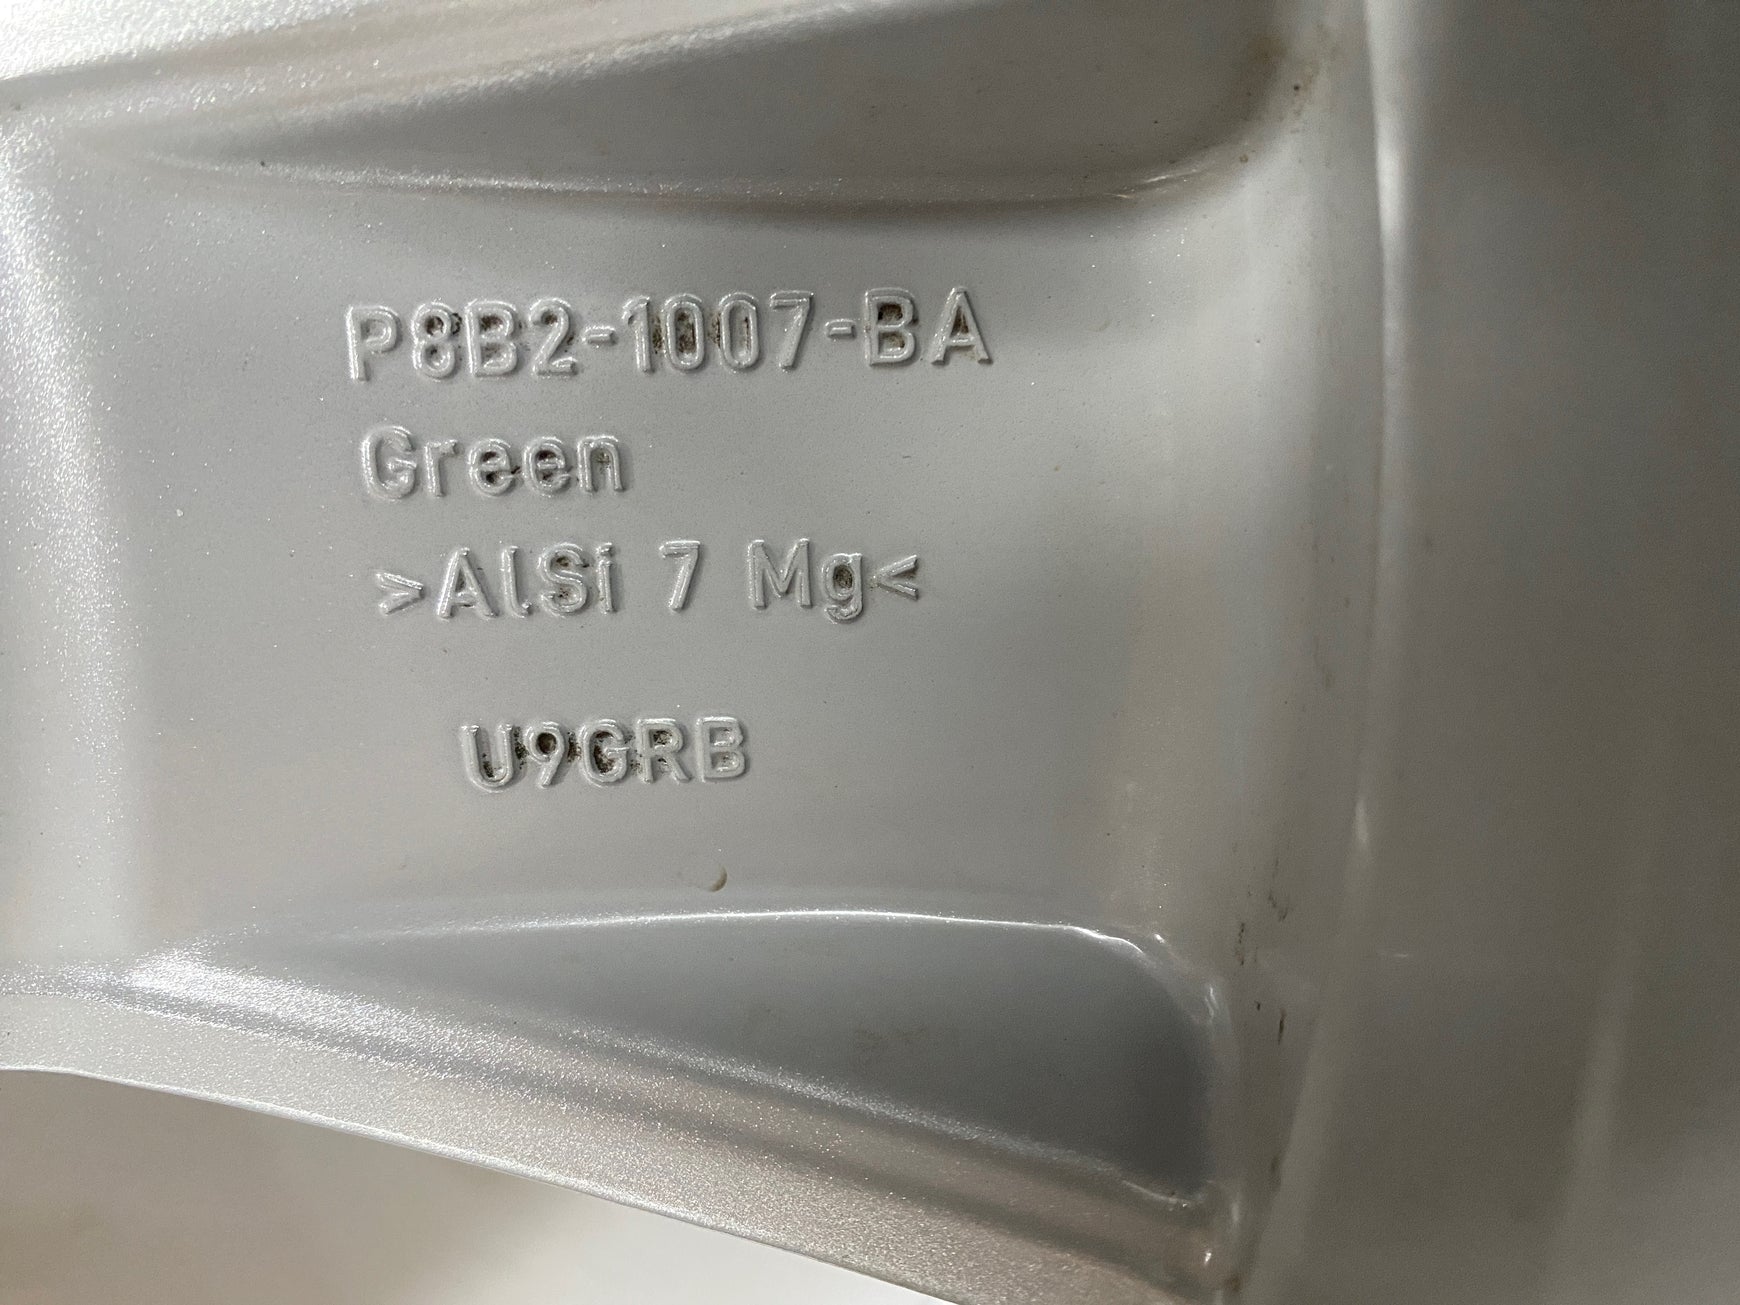 P8B2-1007-BA
Green
>AlSi 7 Mg<
U9GRB